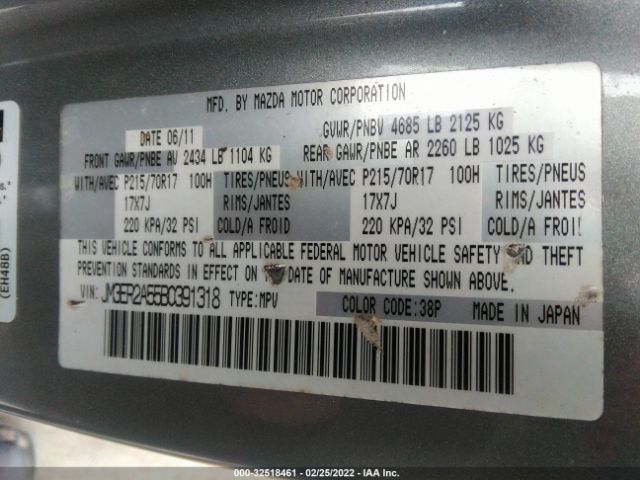 MFD. BY MAZDA MOTOR CORPORATION
DATE 06/11
GVWR/PNBV 4685 LB 2125 KG
FRONT GAWR/PNBE AV 2434 LB 1104 KG
REAR GAWR/PNBE AR 2260 LB 1025 KG
WITH/AVEC P215/70R17 100H TIRES/PNEUS WITH/AVEC P215/70R17 100H TIRES/PNEUS
17X7J RIMS/JANTES 17X7J RIMS/JANTES
220 KPA/32 PSI COLD/A FROID 220 KPA/32 PSI COLD/A FROID
THIS VEHICLE CONFORMS TO ALL APPLICABLE FEDERAL MOTOR VEHICLE SAFETY AND THEFT
PREVENTION STANDARDS IN EFFECT ON DATE OF MANUFACTURE SHOWN ABOVE.
VIN: JM3ER2A55B0391318 TYPE:MPV COLOR CODE:38P MADE IN JAPAN
(EH48B)
000-32518461 - 02/25/2022 - IAA Inc.